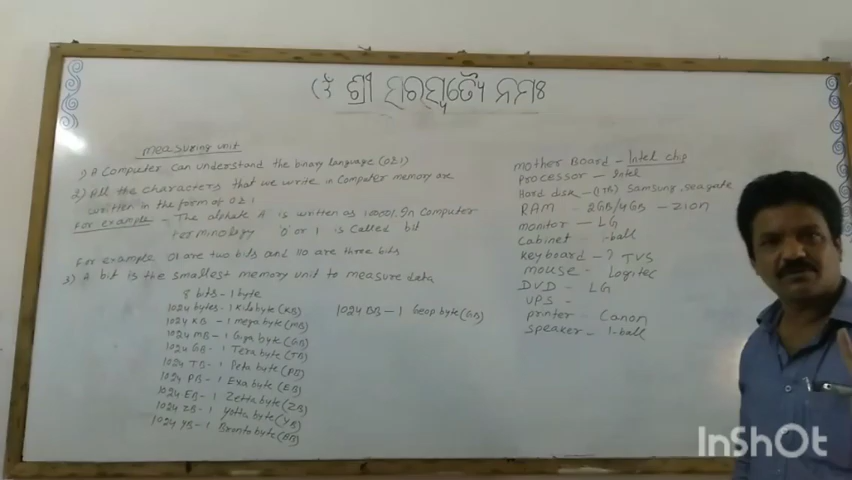 ଓଁ ଶ୍ରୀ ସରସ୍ୱତ୍ୟୈ ନମଃ
measuring unit
1) A Computer can understand the binary language (0 & 1)
2) All the characters that we write in Computer memory are
written in the form of 0 & 1
For example - The alphate A is written as 100001. In Computer
terminology '0' or 1 is called bit
For example 01 are two bits and 110 are three bits
3) A bit is the smallest memory unit to measure data
8 bits - 1 byte
1024 bytes - 1 Kilobyte (KB)
1024 KB - 1 mega byte (MB)
1024 MB - 1 Giga byte (GB)
1024 GB - 1 Tera byte (TB)
1024 TB - 1 Peta byte (PB)
1024 PB - 1 Exa byte (EB)
1024 EB - 1 Zetta byte (ZB)
1024 ZB - 1 Yotta byte (YB)
1024 YB - 1 Bronto byte (BB)
1024 BB - 1 Geop byte (GB)
mother Board - Intel chip
Processor - Intel
Hard disk - (1TB) Samsung, seagate
RAM - 2GB/4GB - Zion
monitor - LG
Cabinet - i-ball
Keyboard - ? TVS
mouse - Logitec
DVD - LG
UPS -
printer - Canon
speaker - i-ball
InShOt